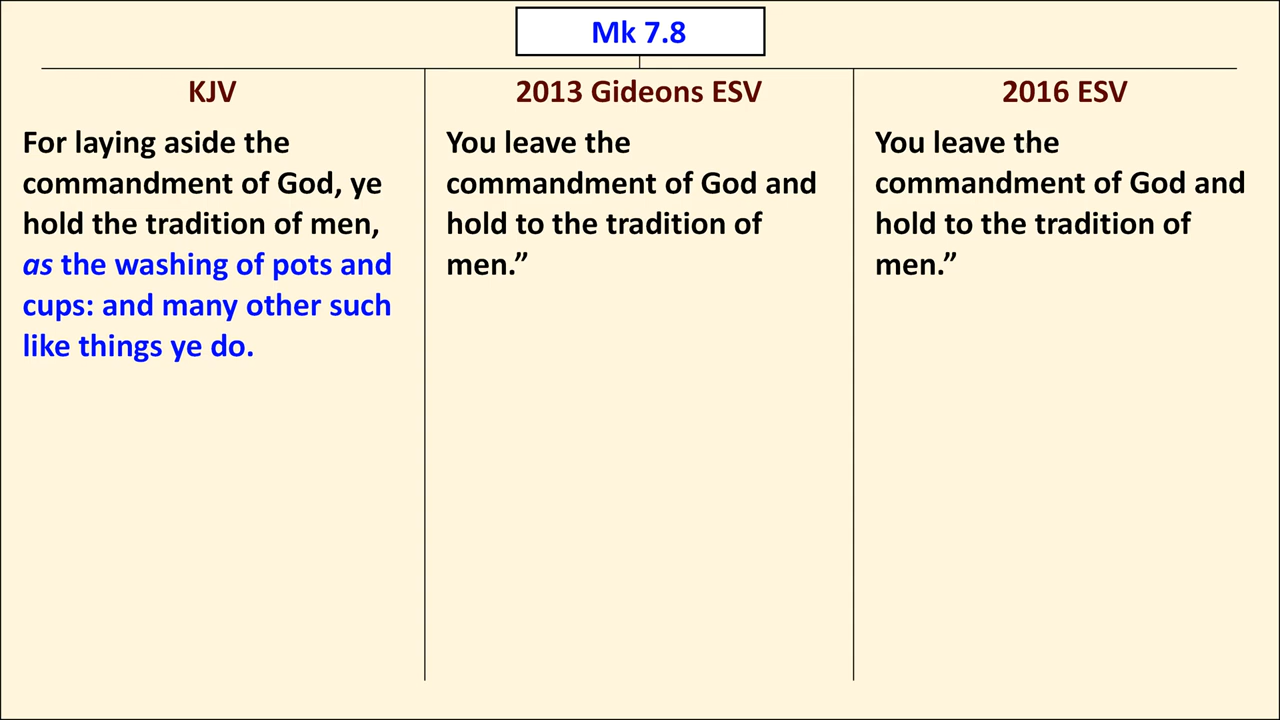 Mk 7.8
KJV
For laying aside the
commandment of God, ye
hold the tradition of men,
as the washing of pots and
cups: and many other such
like things ye do.
2013 Gideons ESV
You leave the
commandment of God and
hold to the tradition of
men.”
2016 ESV
You leave the
commandment of God and
hold to the tradition of
men.”